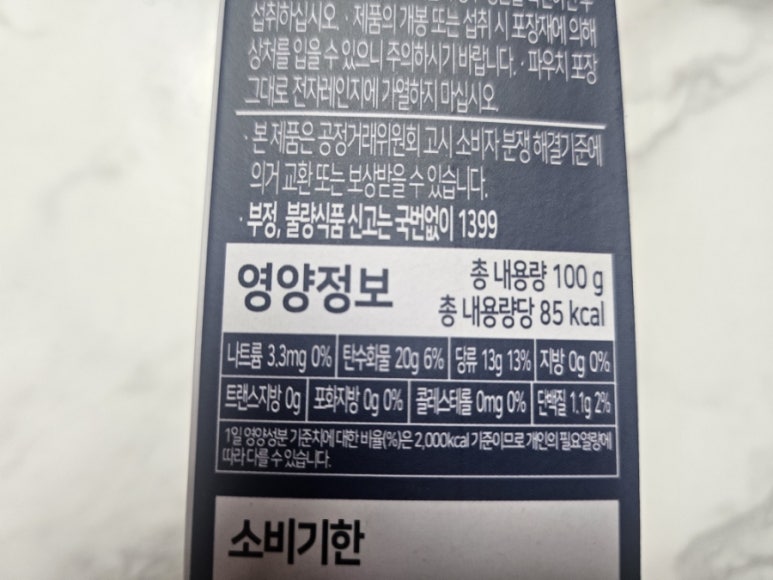 섭취하십시오. · 제품의 개봉 또는 섭취 시 포장재에 의해
상처를 입을 수 있으니 주의하시기 바랍니다. · 파우치 포장
그대로 전자레인지에 가열하지 마십시오.
· 본 제품은 공정거래위원회 고시 소비자 분쟁 해결기준에
의거 교환 또는 보상받을 수 있습니다.
· 부정, 불량식품 신고는 국번없이 1399
영양정보
총 내용량 100 g
총 내용량당 85 kcal
나트륨 3.3mg 0% 탄수화물 20g 6% 당류 13g 13% 지방 0g 0%
트랜스지방 0g 포화지방 0g 0% 콜레스테롤 0mg 0% 단백질 1.1g 2%
1일 영양성분 기준치에 대한 비율(%)은 2,000kcal 기준이므로 개인의 필요열량에
따라 다를 수 있습니다.
소비기한